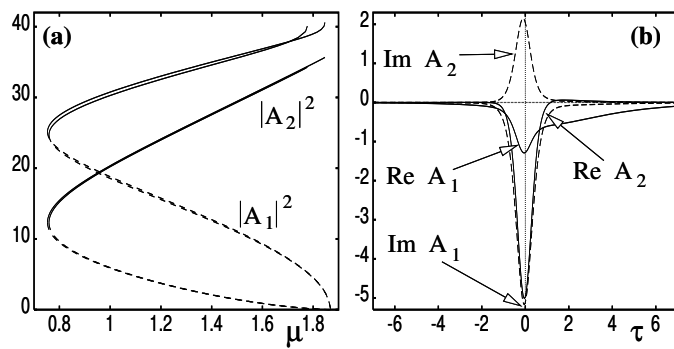 40
(a)
30
|A₂|²
20
|A₁|²
10
0
0.8 1 1.2 1.4 1.6 1.8
μ
2
(b)
Im A₂
1
0
-1
Re A₁
Re A₂
-2
-3
-4
Im A₁
-5
-6 -4 -2 0 2 4 6
τ